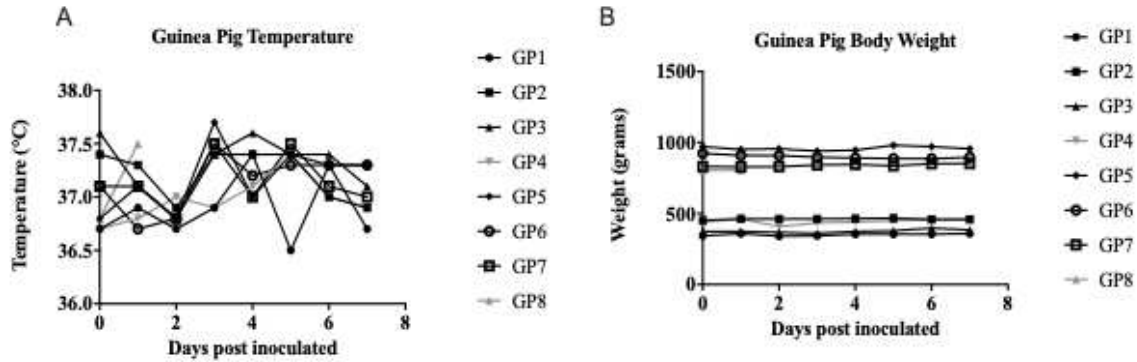 A
Guinea Pig Temperature
Temperature (°C)
38.0
37.5
37.0
36.5
36.0
0
2
4
6
8
Days post inoculated
GP1
GP2
GP3
GP4
GP5
GP6
GP7
GP8
B
Guinea Pig Body Weight
Weight (grams)
1500
1000
500
0
0
2
4
6
8
Days post inoculated
GP1
GP2
GP3
GP4
GP5
GP6
GP7
GP8